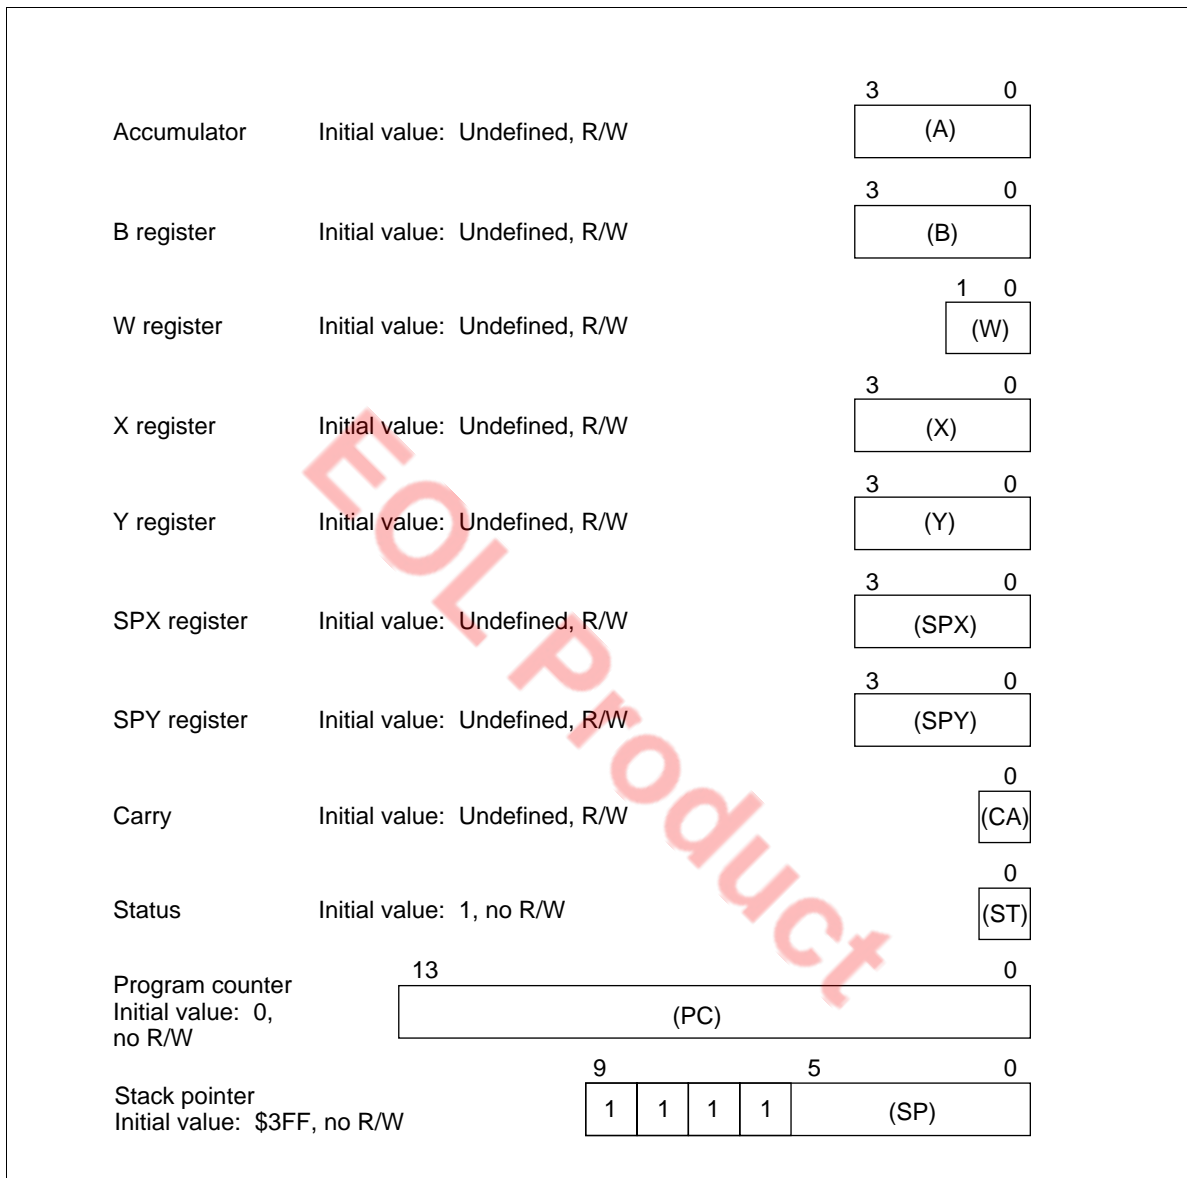 3 0
Accumulator Initial value: Undefined, R/W (A)
3 0
B register Initial value: Undefined, R/W (B)
1 0
W register Initial value: Undefined, R/W (W)
3 0
X register Initial value: Undefined, R/W (X)
3 0
Y register Initial value: Undefined, R/W (Y)
3 0
SPX register Initial value: Undefined, R/W (SPX)
3 0
SPY register Initial value: Undefined, R/W (SPY)
0
Carry Initial value: Undefined, R/W (CA)
0
Status Initial value: 1, no R/W (ST)
13 0
Program counter
Initial value: 0,
no R/W
(PC)
9 5 0
Stack pointer
Initial value: $3FF, no R/W
1 1 1 1 (SP)
EOL Product